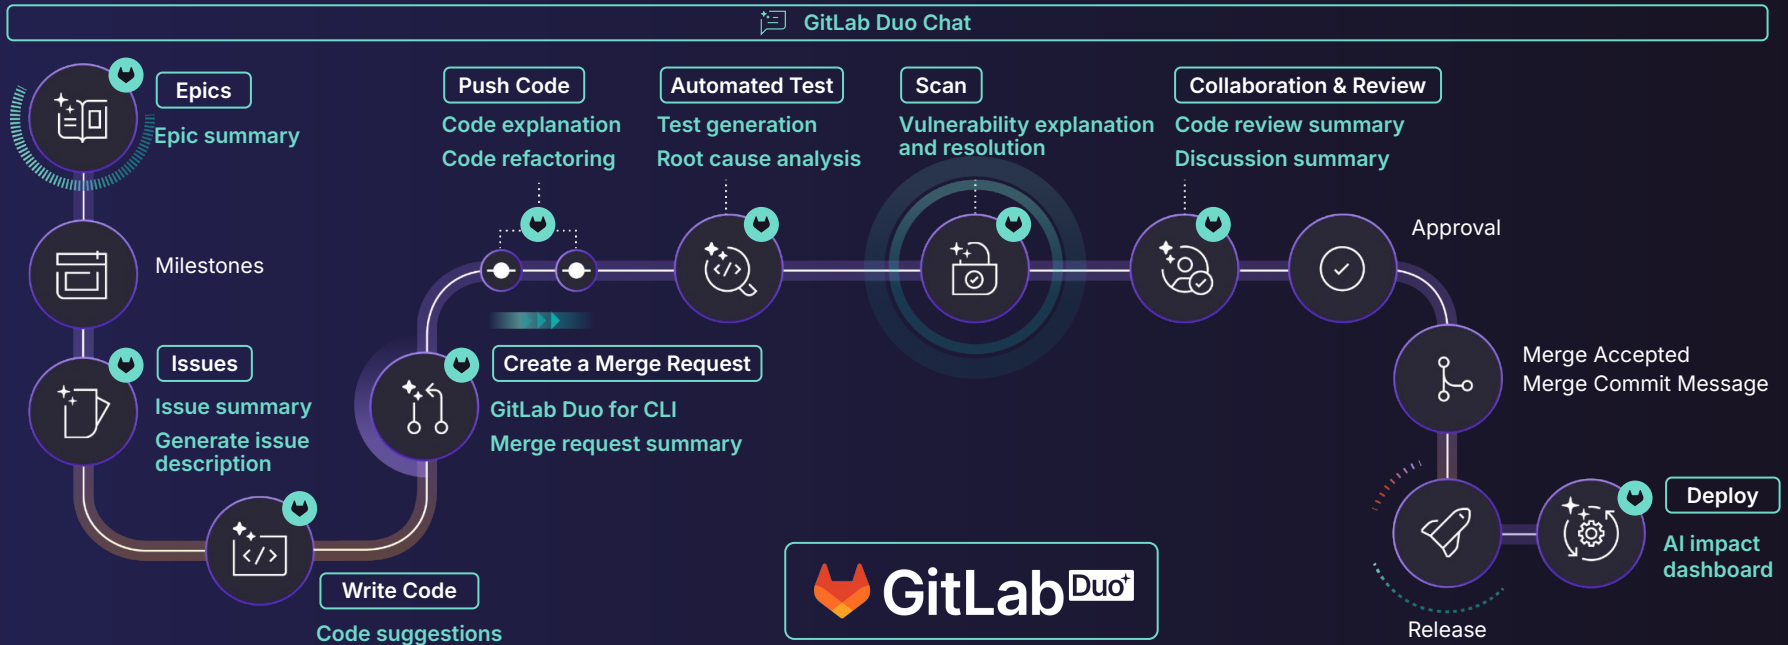 GitLab Duo Chat
Epics
Epic summary
Milestones
Issues
Issue summary
Generate issue
description
Write Code
Code suggestions
Create a Merge Request
GitLab Duo for CLI
Merge request summary
Push Code
Code explanation
Code refactoring
Automated Test
Test generation
Root cause analysis
Scan
Vulnerability explanation
and resolution
Collaboration & Review
Code review summary
Discussion summary
Approval
Merge Accepted
Merge Commit Message
Release
Deploy
AI impact
dashboard
GitLab Duo